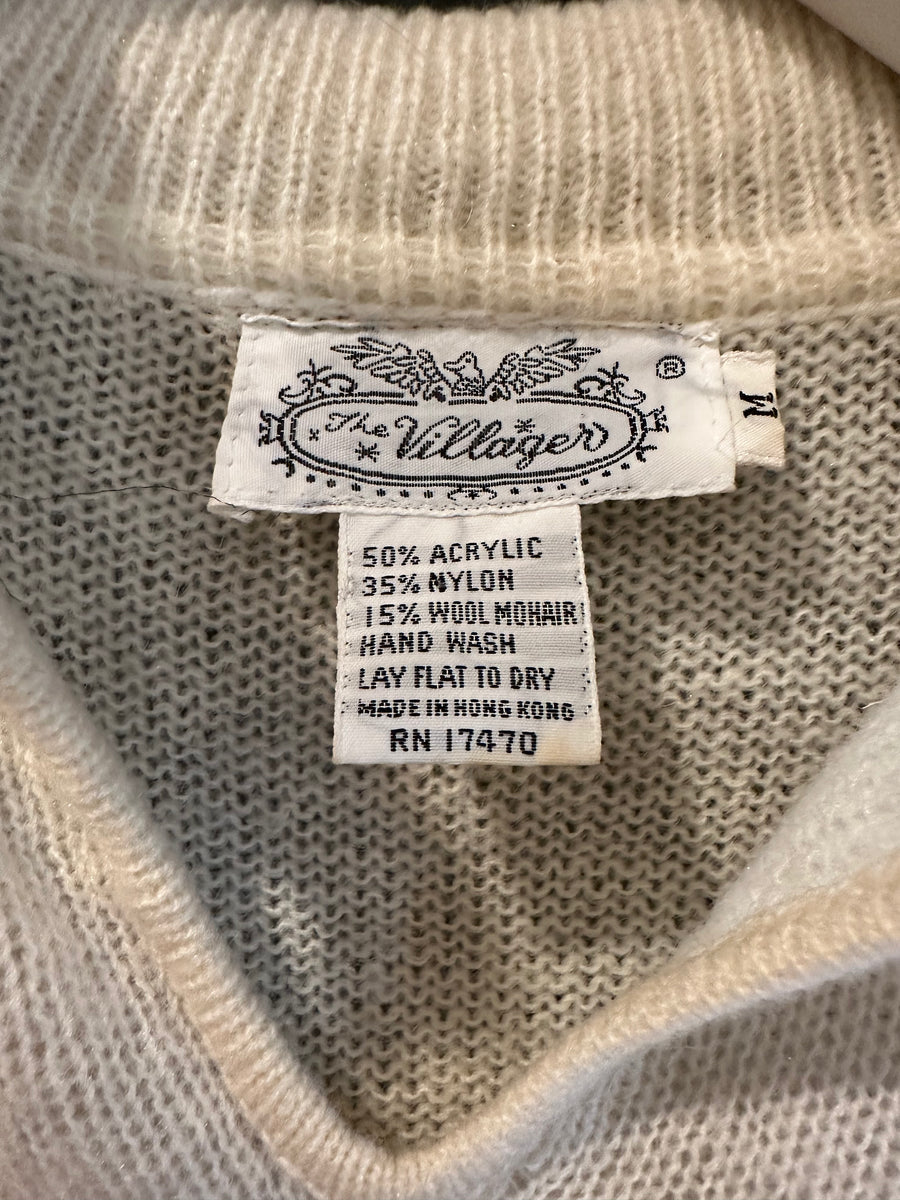 The Villager ®
M
50% ACRYLIC
35% NYLON
15% WOOL MOHAIR
HAND WASH
LAY FLAT TO DRY
MADE IN HONG KONG
RN 17470